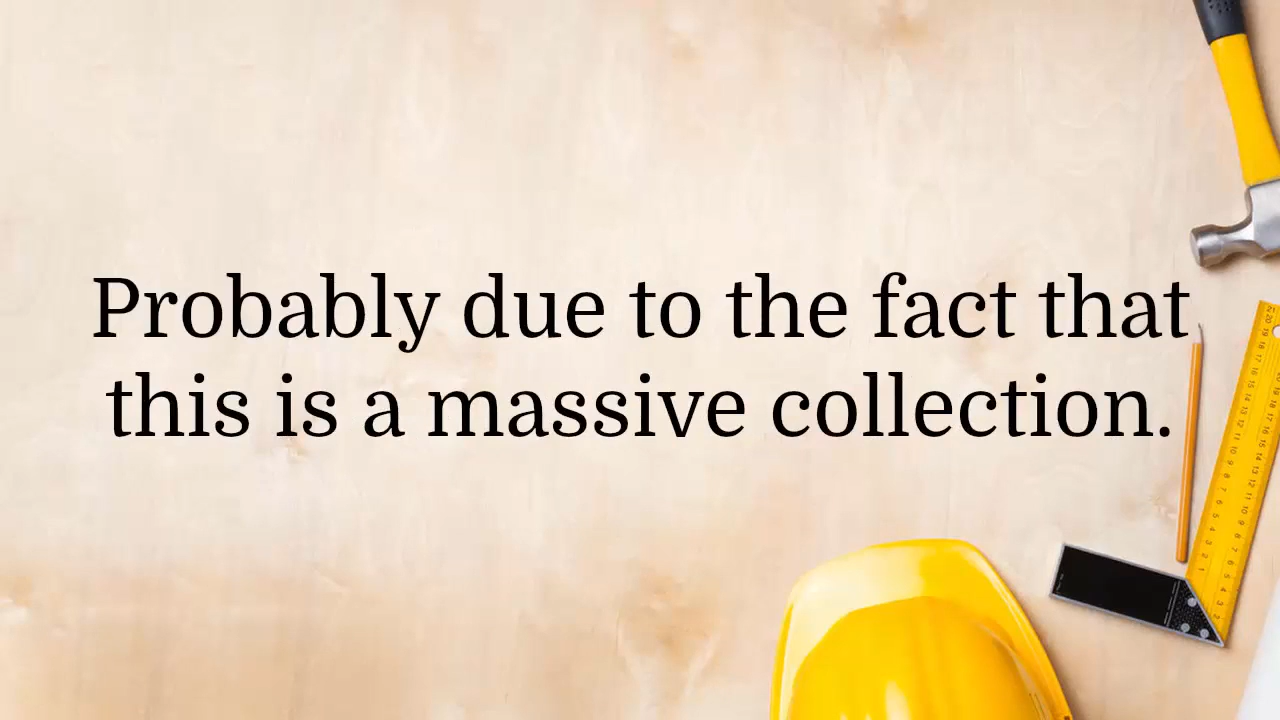 Probably due to the fact that
this is a massive collection.